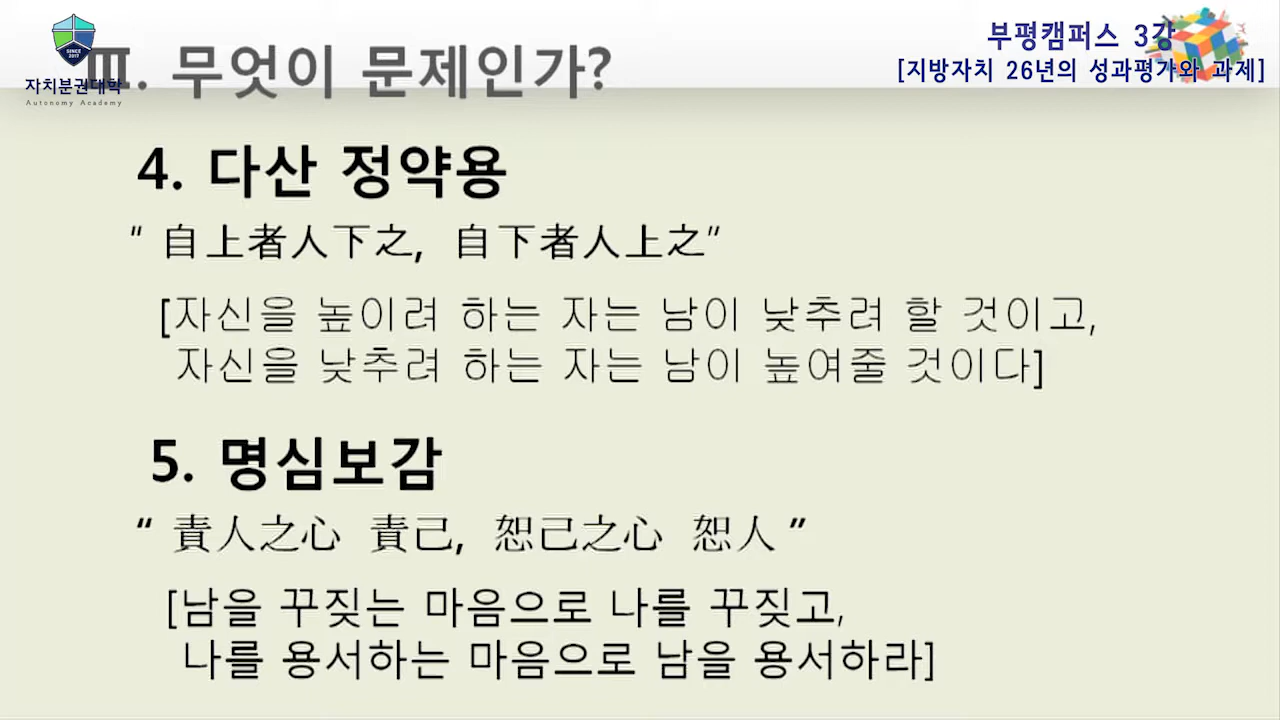 SINCE
2017
자치분권대학
Autonomy Academy
Ⅲ. 무엇이 문제인가?
부평캠퍼스 3강
[지방자치 26년의 성과평가와 과제]
4. 다산 정약용
“ 自上者人下之, 自下者人上之”
[자신을 높이려 하는 자는 남이 낮추려 할 것이고,
자신을 낮추려 하는 자는 남이 높여줄 것이다]
5. 명심보감
“ 責人之心 責己, 恕己之心 恕人 ”
[남을 꾸짖는 마음으로 나를 꾸짖고,
나를 용서하는 마음으로 남을 용서하라]